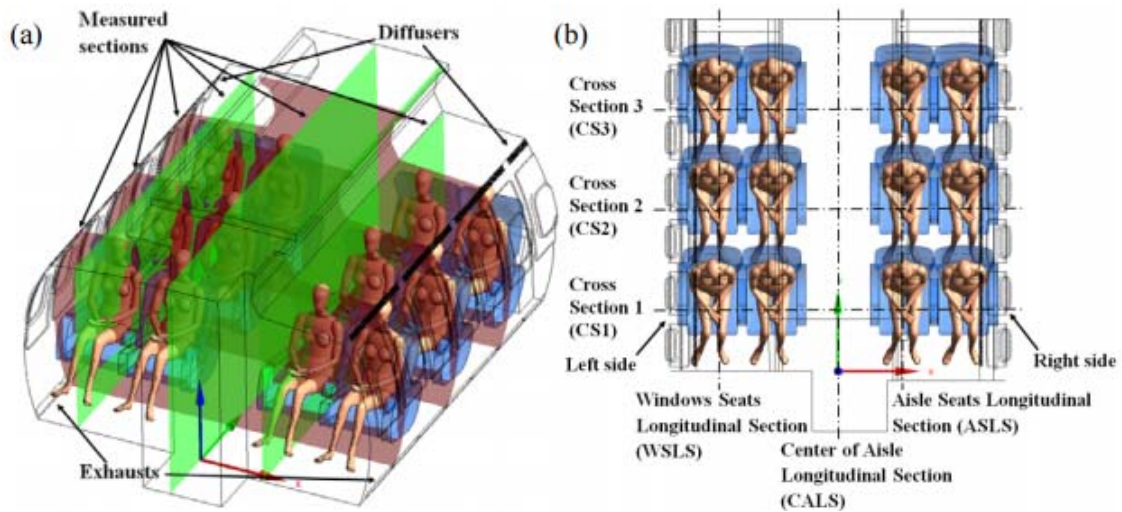 (a)
Measured
sections
Diffusers
Exhausts
(b)
Cross
Section 3
(CS3)
Cross
Section 2
(CS2)
Cross
Section 1
(CS1)
Left side
Right side
Windows Seats
Longitudinal Section
(WSLS)
Center of Aisle
Longitudinal Section
(CALS)
Aisle Seats Longitudinal
Section (ASLS)